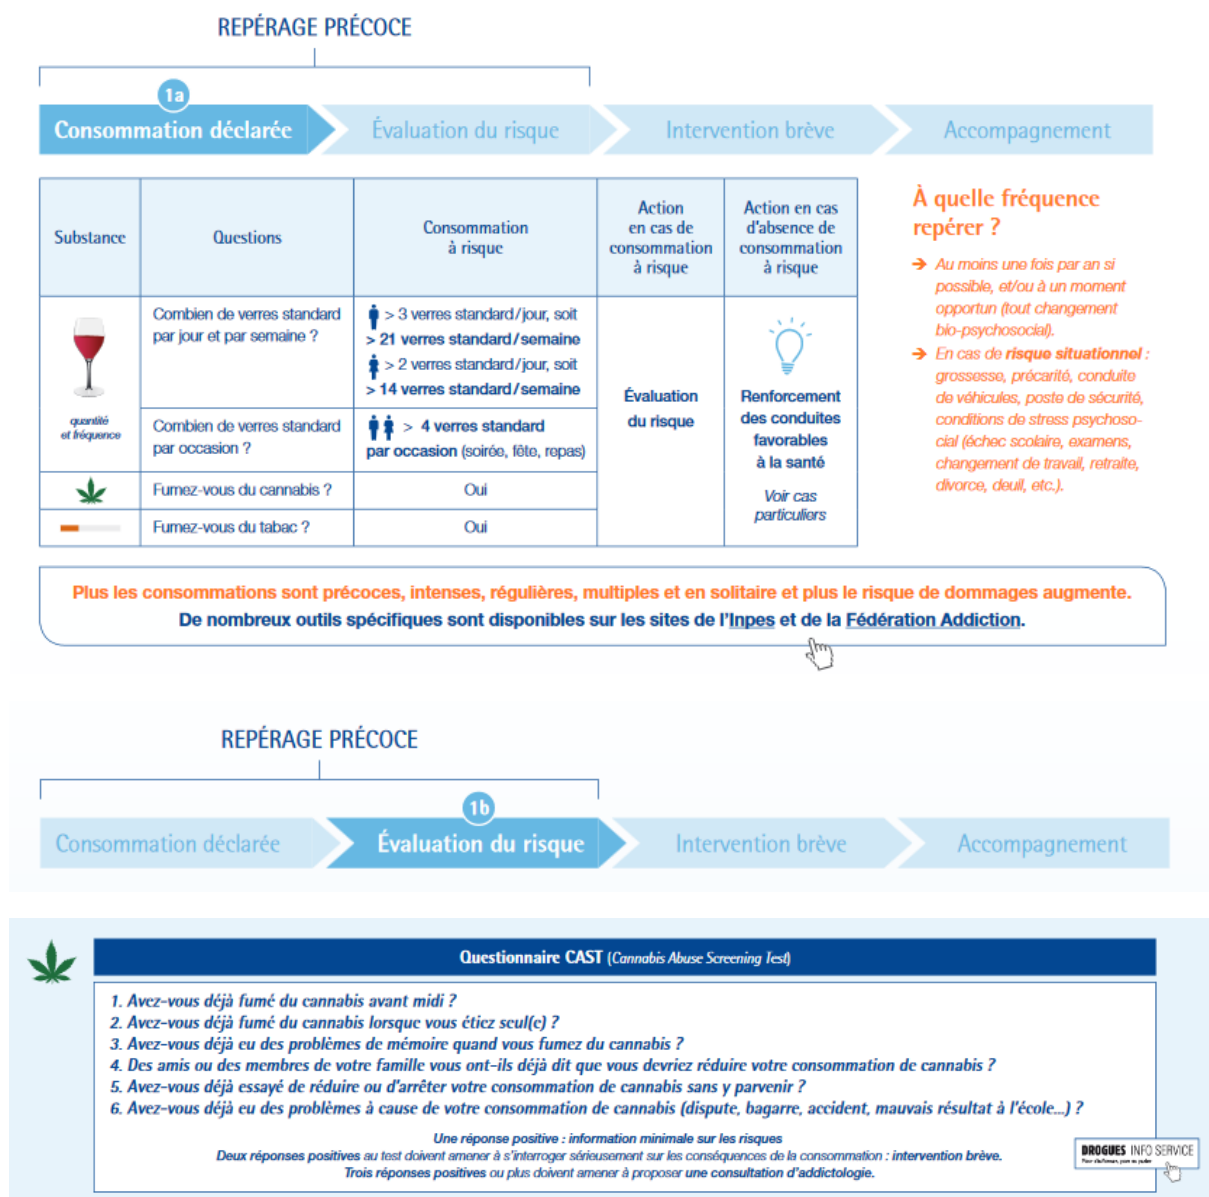 REPÉRAGE PRÉCOCE
1a
Consommation déclarée
Évaluation du risque
Intervention brève
Accompagnement
Substance
Questions
Consommation
à risque
Action
en cas de
consommation
à risque
Action en cas
d'absence de
consommation
à risque
quantité
et fréquence
Combien de verres standard
par jour et par semaine ?
> 3 verres standard/jour, soit
> 21 verres standard/semaine
> 2 verres standard/jour, soit
> 14 verres standard/semaine
Combien de verres standard
par occasion ?
> 4 verres standard
par occasion (soirée, fête, repas)
Fumez-vous du cannabis ?
Oui
Fumez-vous du tabac ?
Oui
Évaluation
du risque
Renforcement
des conduites
favorables
à la santé
Voir cas
particuliers
À quelle fréquence
repérer ?
➔ Au moins une fois par an si
possible, et/ou à un moment
opportun (tout changement
bio-psychosocial).
➔ En cas de risque situationnel :
grossesse, précarité, conduite
de véhicules, poste de sécurité,
conditions de stress psychoso-
cial (échec scolaire, examens,
changement de travail, retraite,
divorce, deuil, etc.).
Plus les consommations sont précoces, intenses, régulières, multiples et en solitaire et plus le risque de dommages augmente.
De nombreux outils spécifiques sont disponibles sur les sites de l'Inpes et de la Fédération Addiction.
REPÉRAGE PRÉCOCE
1b
Consommation déclarée
Évaluation du risque
Intervention brève
Accompagnement
Questionnaire CAST (Cannabis Abuse Screening Test)
1. Avez-vous déjà fumé du cannabis avant midi ?
2. Avez-vous déjà fumé du cannabis lorsque vous étiez seul(e) ?
3. Avez-vous déjà eu des problèmes de mémoire quand vous fumez du cannabis ?
4. Des amis ou des membres de votre famille vous ont-ils déjà dit que vous devriez réduire votre consommation de cannabis ?
5. Avez-vous déjà essayé de réduire ou d'arrêter votre consommation de cannabis sans y parvenir ?
6. Avez-vous déjà eu des problèmes à cause de votre consommation de cannabis (dispute, bagarre, accident, mauvais résultat à l'école...) ?
Une réponse positive : information minimale sur les risques
Deux réponses positives au test doivent amener à s'interroger sérieusement sur les conséquences de la consommation : intervention brève.
Trois réponses positives ou plus doivent amener à proposer une consultation d'addictologie.
DROGUES INFO SERVICE